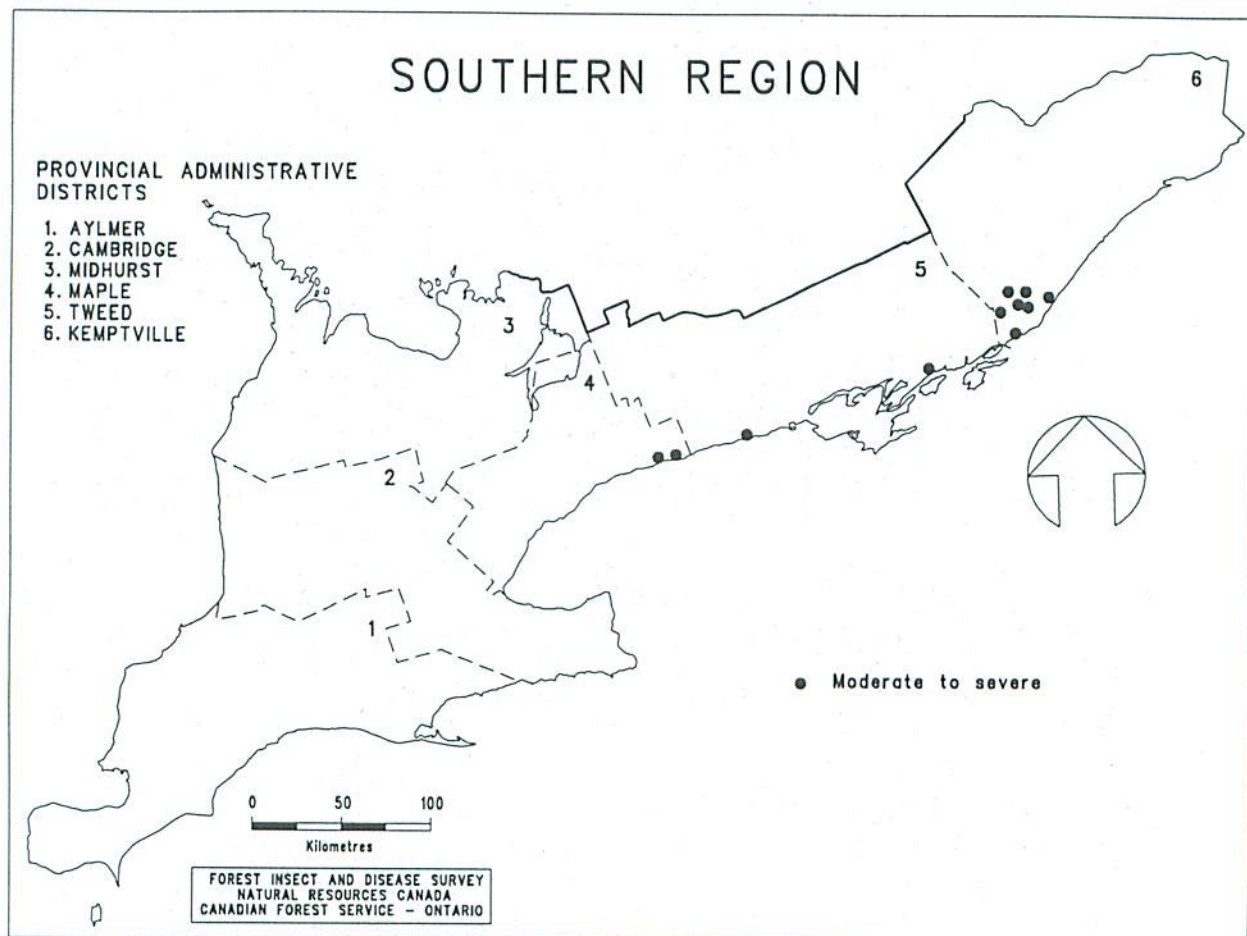 SOUTHERN REGION
PROVINCIAL ADMINISTRATIVE
DISTRICTS
1. AYLMER
2. CAMBRIDGE
3. MIDHURST
4. MAPLE
5. TWEED
6. KEMPTVILLE
6
5
3
4
2
1
Moderate to severe
0 50 100
Kilometres
FOREST INSECT AND DISEASE SURVEY
NATURAL RESOURCES CANADA
CANADIAN FOREST SERVICE - ONTARIO